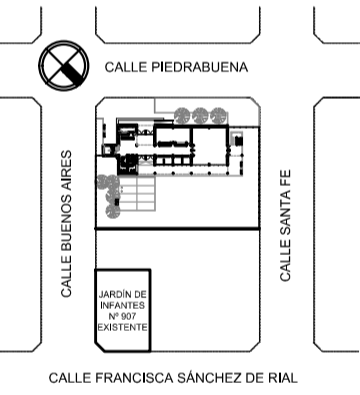 CALLE PIEDRABUENA
CALLE BUENOS AIRES
CALLE SANTA FE
JARDÍN DE
INFANTES
Nº 907
EXISTENTE
CALLE FRANCISCA SÁNCHEZ DE RIAL